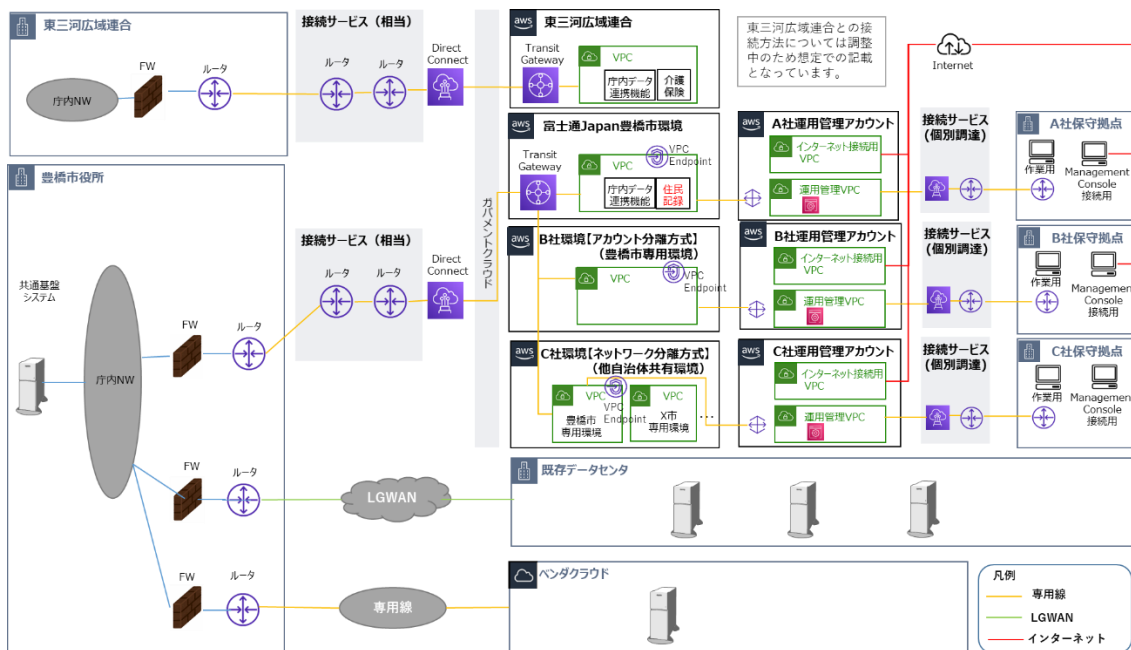 東三河広域連合
FW
ルータ
庁内NW
接続サービス（相当）
ルータ
ルータ
Direct
Connect
aws
東三河広域連合
Transit
Gateway
VPC
庁内データ
連携機能
介護
保険
東三河広域連合との接
続方法については調整
中のため想定での記載
となっています。
Internet
豊橋市役所
共通基盤
システム
庁内NW
FW
ルータ
接続サービス（相当）
ルータ
ルータ
Direct
Connect
ガバメントクラウド
aws
富士通Japan豊橋市環境
Transit
Gateway
VPC
VPC
Endpoint
庁内データ
連携機能
住民
記録
aws
A社運用管理アカウント
インターネット接続用
VPC
運用管理VPC
接続サービス
(個別調達)
A社保守拠点
作業用
Management
Console
接続用
aws
B社環境【アカウント分離方式】
（豊橋市専用環境）
VPC
VPC
Endpoint
aws
B社運用管理アカウント
インターネット接続用
VPC
運用管理VPC
接続サービス
(個別調達)
B社保守拠点
作業用
Management
Console
接続用
aws
C社環境【ネットワーク分離方式】
（他自治体共有環境）
VPC
豊橋市
専用環境
VPC
Endpoint
VPC
X市
専用環境
…
aws
C社運用管理アカウント
インターネット接続用
VPC
運用管理VPC
接続サービス
(個別調達)
C社保守拠点
作業用
Management
Console
接続用
FW
ルータ
LGWAN
既存データセンタ
FW
ルータ
専用線
ベンダクラウド
凡例
専用線
LGWAN
インターネット